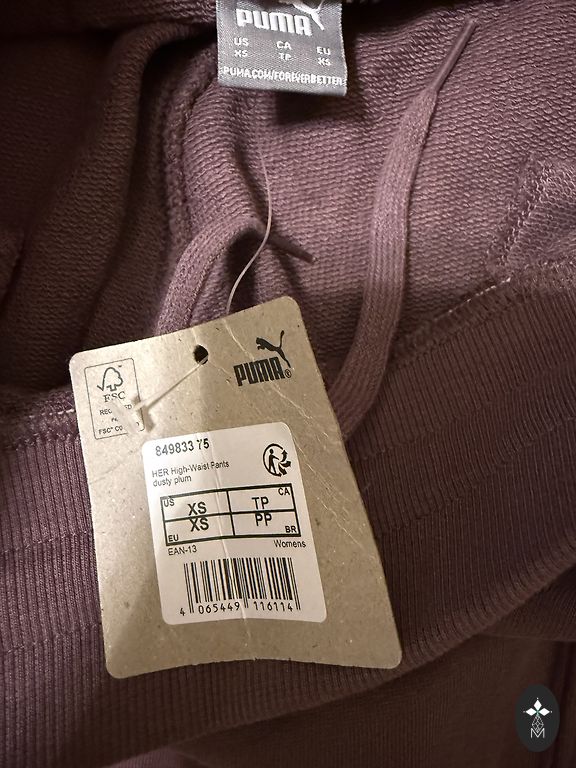 PUMA
US CA EU
XS TP XS
PUMA.COM/FOREVERBETTER
PUMA®
FSC
849833 75
HER High-Waist Pants
dusty plum
US XS TP CA
EU XS PP BR
EAN-13 Womens
4 065449 116114
M